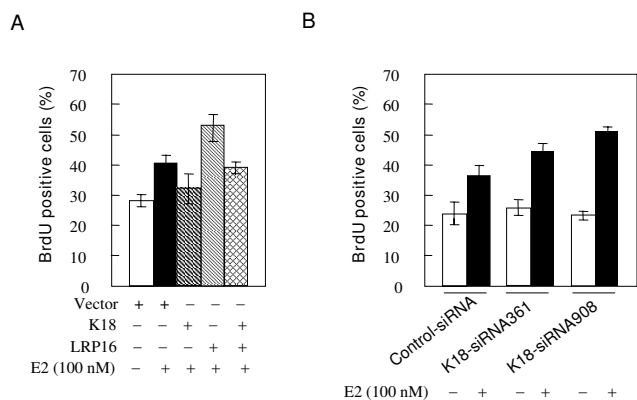 A
BrdU positive cells (%)
70
60
50
40
30
20
10
0
Vector + + − − −
K18 − − + − +
LRP16 − − − + +
E2 (100 nM) − + + + +
B
BrdU positive cells (%)
70
60
50
40
30
20
10
0
Control-siRNA
K18-siRNA361
K18-siRNA908
E2 (100 nM) − + − + − +